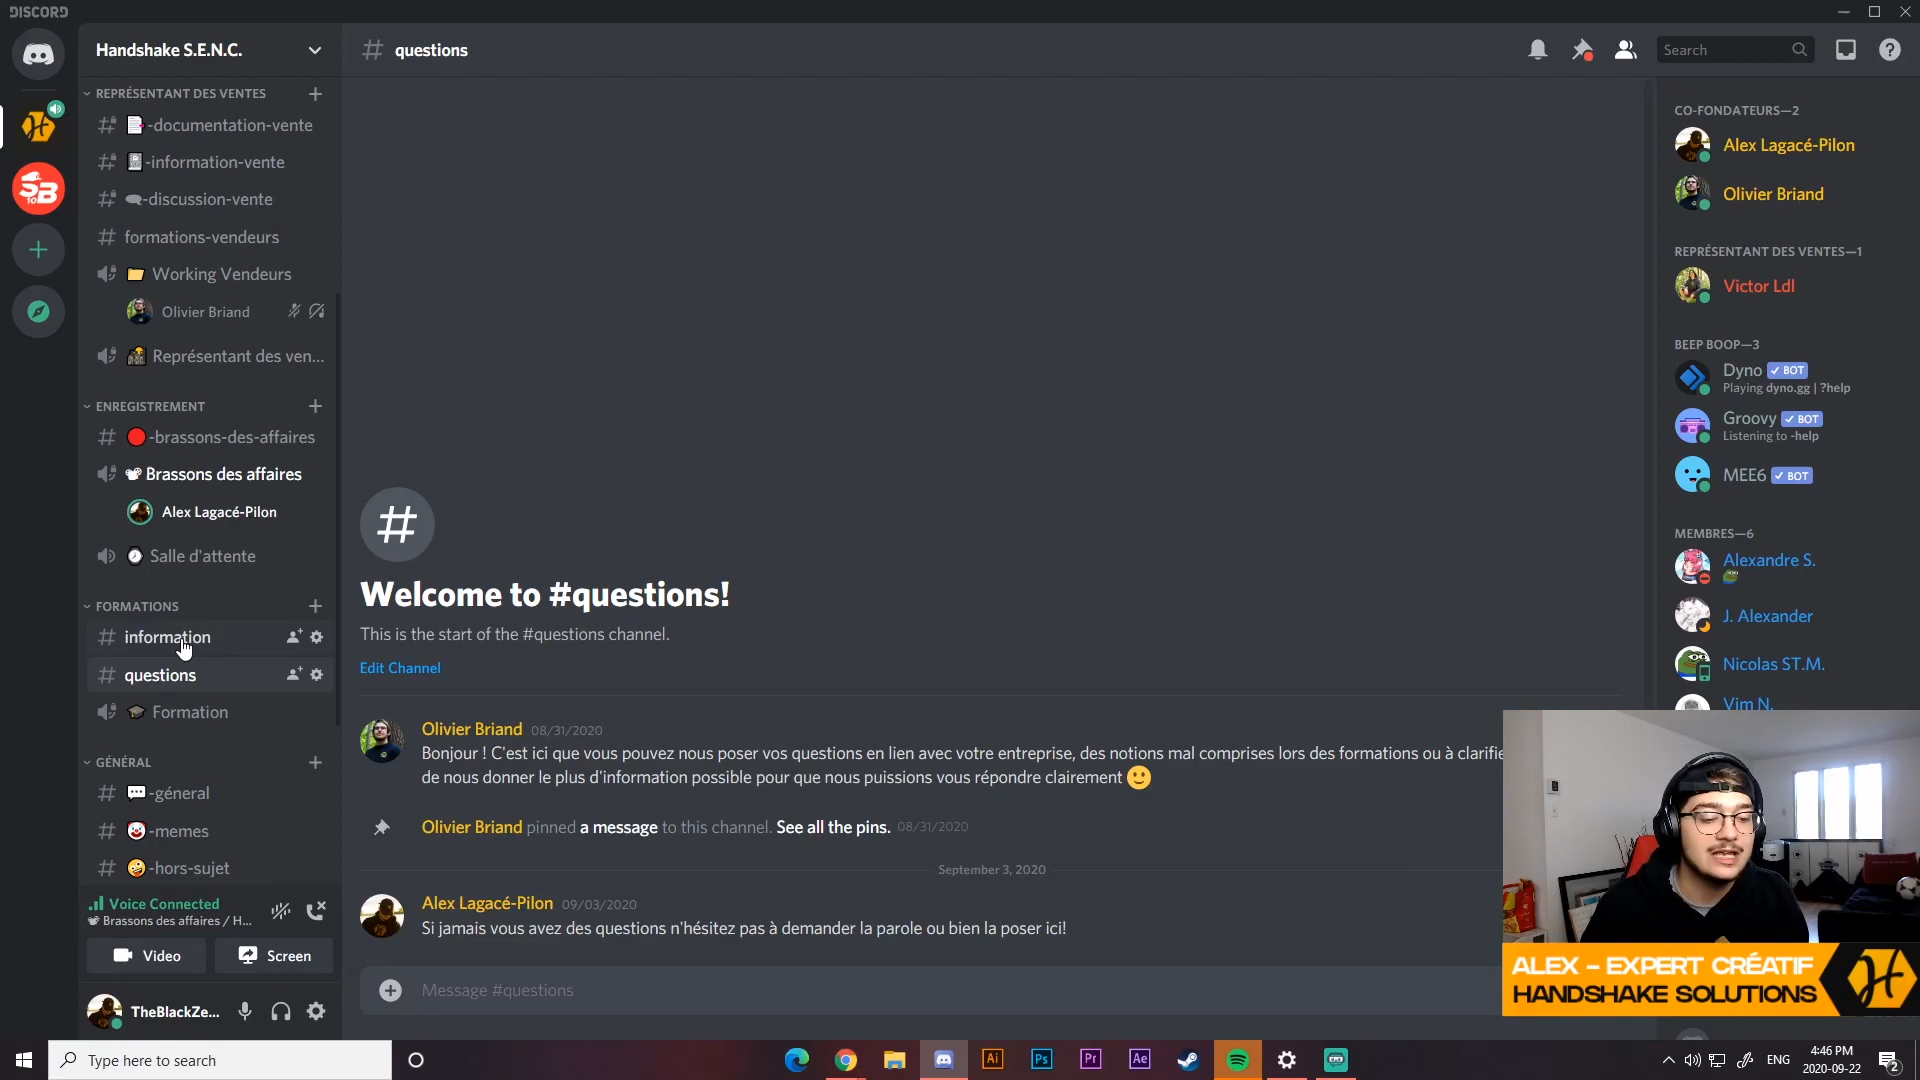 DISCORD
Handshake S.E.N.C.
# questions
Search
REPRÉSENTANT DES VENTES
-documentation-vente
-information-vente
-discussion-vente
formations-vendeurs
Working Vendeurs
Olivier Briand
Représentant des ven...
ENREGISTREMENT
-brassons-des-affaires
Brassons des affaires
Alex Lagacé-Pilon
Salle d'attente
FORMATIONS
information
questions
Formation
GÉNÉRAL
-géneral
-memes
-hors-sujet
Voice Connected
Brassons des affaires / H...
Video
Screen
TheBlackZe...
Welcome to #questions!
This is the start of the #questions channel.
Edit Channel
Olivier Briand 08/31/2020
Bonjour ! C'est ici que vous pouvez nous poser vos questions en lien avec votre entreprise, des notions mal comprises lors des formations ou à clarifie
de nous donner le plus d'information possible pour que nous puissions vous répondre clairement
Olivier Briand pinned a message to this channel. See all the pins. 08/31/2020
September 3, 2020
Alex Lagacé-Pilon 09/03/2020
Si jamais vous avez des questions n'hésitez pas à demander la parole ou bien la poser ici!
Message #questions
CO-FONDATEURS—2
Alex Lagacé-Pilon
Olivier Briand
REPRÉSENTANT DES VENTES—1
Victor Ldl
BEEP BOOP—3
Dyno BOT
Playing dyno.gg | ?help
Groovy BOT
Listening to -help
MEE6 BOT
MEMBRES—6
Alexandre S.
J. Alexander
Nicolas ST.M.
Vim N.
ALEX – EXPERT CRÉATIF
HANDSHAKE SOLUTIONS
SB
10
Type here to search
Ai
Ps
Pr
Ae
ENG
4:46 PM
2020-09-22
2